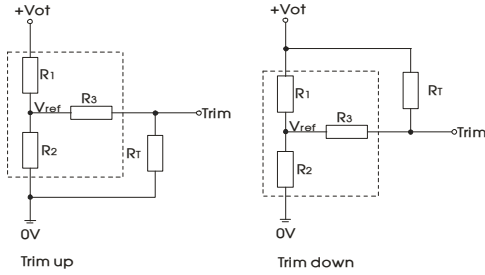 +Vot
R1
Vref
R3
Trim
R2
RT
0V
Trim up
+Vot
R1
RT
Vref
R3
Trim
R2
0V
Trim down